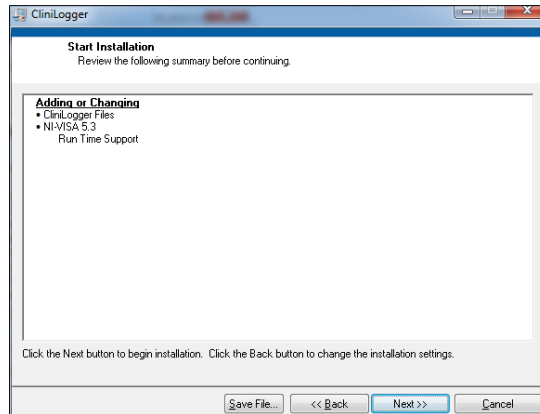 CliniLogger
Start Installation
Review the following summary before continuing.
Adding or Changing
• CliniLogger Files
• NI-VISA 5.3
Run Time Support
Click the Next button to begin installation. Click the Back button to change the installation settings.
Save File... << Back Next >> Cancel